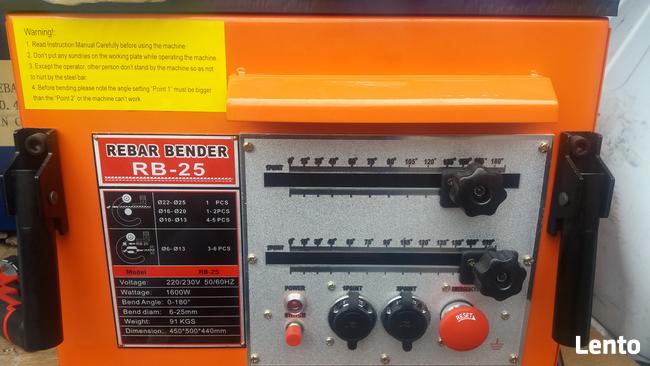 Warning!:
1. Read Instruction Manual Carefully before using the machine
2. Don't put any sundries on the working plate while operating the machine.
3. Except the operator, other person don't stand by the machine so as not
to hurt by the steel bar.
4. Before bending,please note the angle setting "Point 1" must be bigger
than the "Point 2" or the machine can't work
REBAR BENDER
RB-25
Ø22- Ø25 1 PCS
Ø16-Ø20 1- 2PCS
Ø10-Ø13 4-5 PCS
Ø6- Ø13 3-6 PCS
Model RB-25
Voltage: 220/230V 50/60HZ
Wattage: 1600W
Bend Angle: 0-180°
Bend diam: 6-25mm
Weight: 91 KGS
Dimension: 450*500*440mm
105° 120° 180°
POWER 1POINT 2POINT EMERGENCY
RESET
Lento